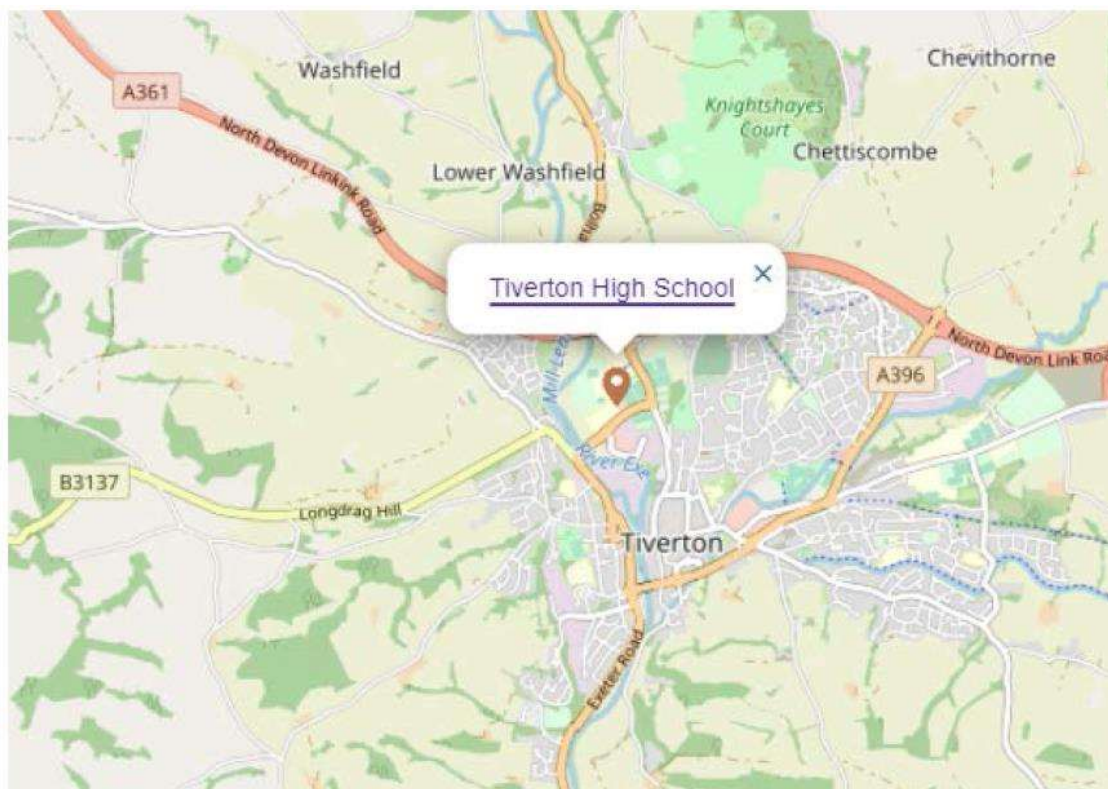 Washfield
Chevithorne
A361
Knightshayes
Court
North Devon Linkink Road
Chettiscombe
Lower Washfield
Bolha
Tiverton High School
North Devon Link Roa
Mill Leat
A396
River Exe
B3137
Longdrag Hill
Tiverton
Exeter Road